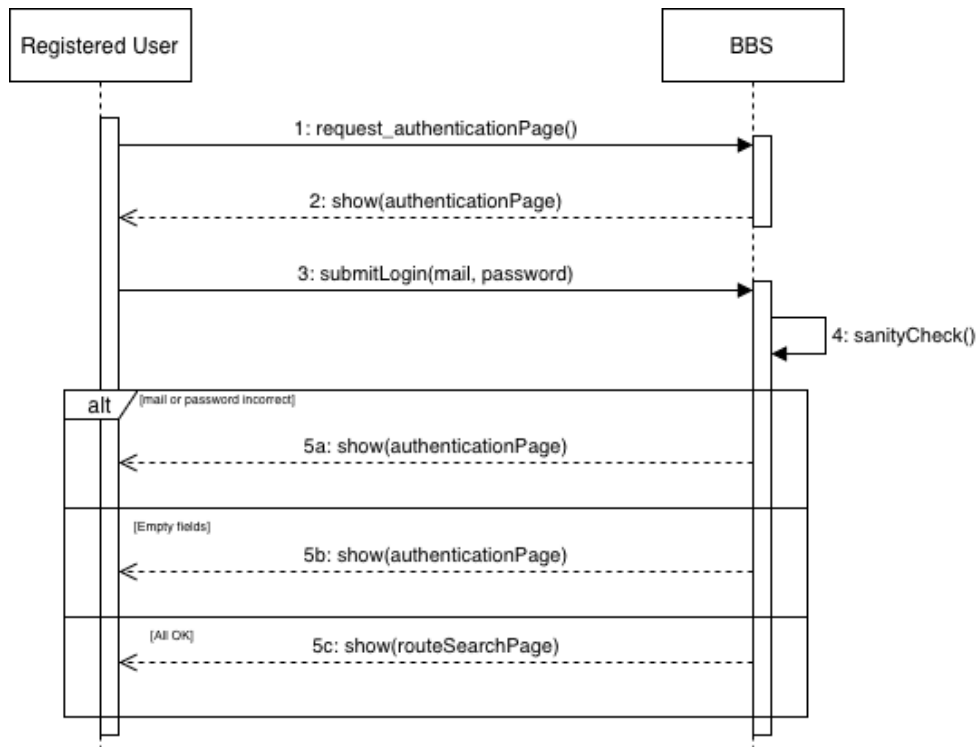 Registered User
BBS
1: request_authenticationPage()
2: show(authenticationPage)
3: submitLogin(mail, password)
4: sanityCheck()
alt
[mail or password incorrect]
5a: show(authenticationPage)
[Empty fields]
5b: show(authenticationPage)
[All OK]
5c: show(routeSearchPage)